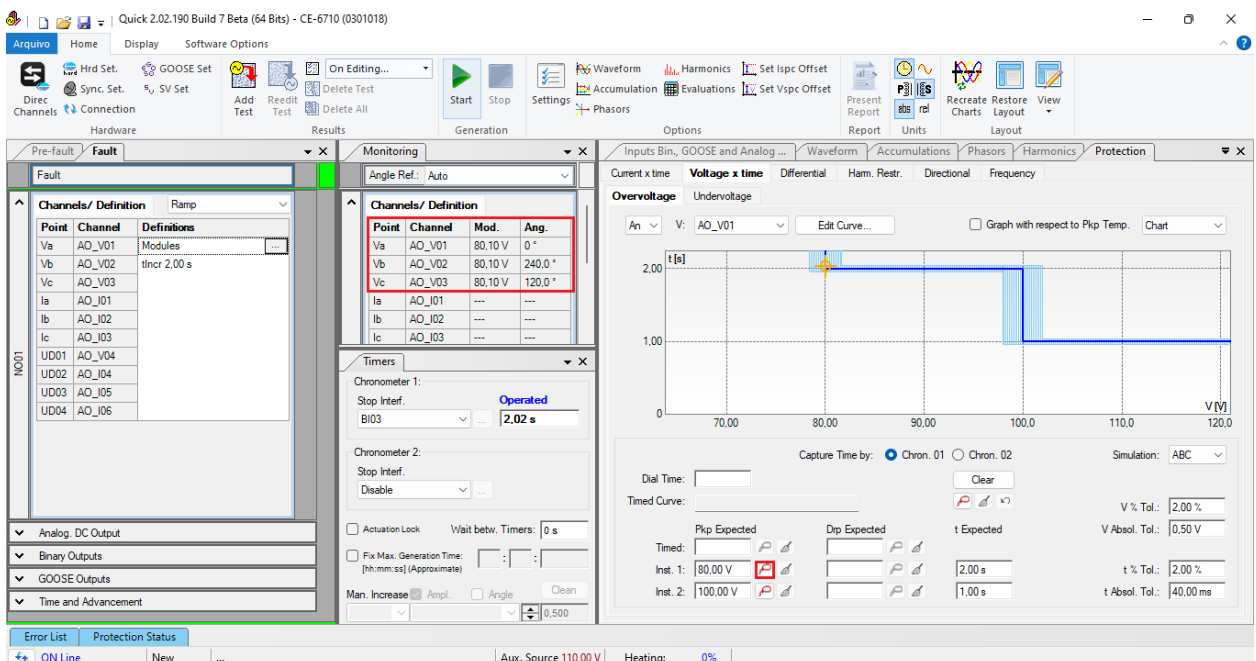 Quick 2.02.190 Build 7 Beta (64 Bits) - CE-6710 (0301018)
Arquivo Home Display Software Options
Direc Channels
Hrd Set.
Sync. Set.
Connection
GOOSE Set
SV Set
Hardware
Add Test
Reedit Test
On Editing...
Delete Test
Delete All
Results
Start
Stop
Generation
Settings
Waveform
Accumulation
Phasors
Harmonics
Evaluations
Set Ispc Offset
Set Vspc Offset
Options
Present Report
Report
abs rel
Units
Recreate Charts
Restore Layout
View
Layout
Pre-fault Fault
Fault
NO01
Channels/ Definition Ramp
Point Channel Definitions
Va AO_V01 Modules ...
Vb AO_V02 tIncr 2,00 s
Vc AO_V03
Ia AO_I01
Ib AO_I02
Ic AO_I03
UD01 AO_V04
UD02 AO_I04
UD03 AO_I05
UD04 AO_I06
Analog. DC Output
Binary Outputs
GOOSE Outputs
Time and Advancement
Monitoring
Angle Ref.: Auto
Channels/ Definition
Point Channel Mod. Ang.
Va AO_V01 80,10 V 0 °
Vb AO_V02 80,10 V 240,0 °
Vc AO_V03 80,10 V 120,0 °
Ia AO_I01 --- ---
Ib AO_I02 --- ---
Ic AO_I03 --- ---
Timers
Chronometer 1:
Stop Interf. Operated
BI03 ... 2,02 s
Chronometer 2:
Stop Interf.
Disable ...
Actuation Lock Wait betw. Timers: 0 s
Fix Max. Generation Time: : :
[hh:mm:ss] (Approximate)
Clean
Man. Increase Ampl. Angle
0,500
Inputs Bin., GOOSE and Analog ... Waveform Accumulations Phasors Harmonics Protection
Current x time Voltage x time Differential Harm. Restr. Directional Frequency
Overvoltage Undervoltage
An V: AO_V01 Edit Curve... Graph with respect to Pkp Temp. Chart
t [s]
2,00
1,00
0
V [V]
70,00 80,00 90,00 100,0 110,0 120,0
Capture Time by: Chron. 01 Chron. 02 Simulation: ABC
Dial Time: Clear
Timed Curve:
V % Tol.: 2,00 %
Pkp Expected Drp Expected t Expected V Absol. Tol.: 0,50 V
Timed:
Inst. 1: 80,00 V 2,00 s t % Tol.: 2,00 %
Inst. 2: 100,00 V 1,00 s t Absol. Tol.: 40,00 ms
Error List Protection Status
ON Line New ... Aux. Source 110,00 V Heating: 0%